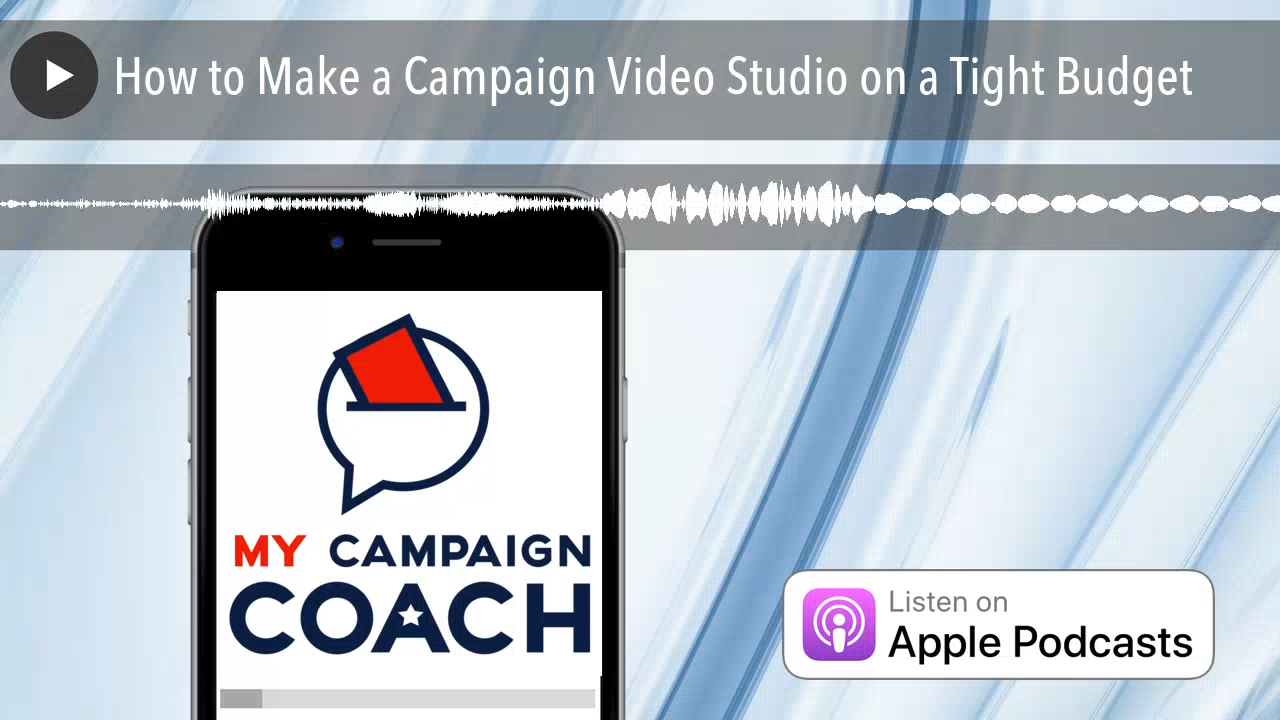 How to Make a Campaign Video Studio on a Tight Budget
MY CAMPAIGN
COACH
Listen on
Apple Podcasts